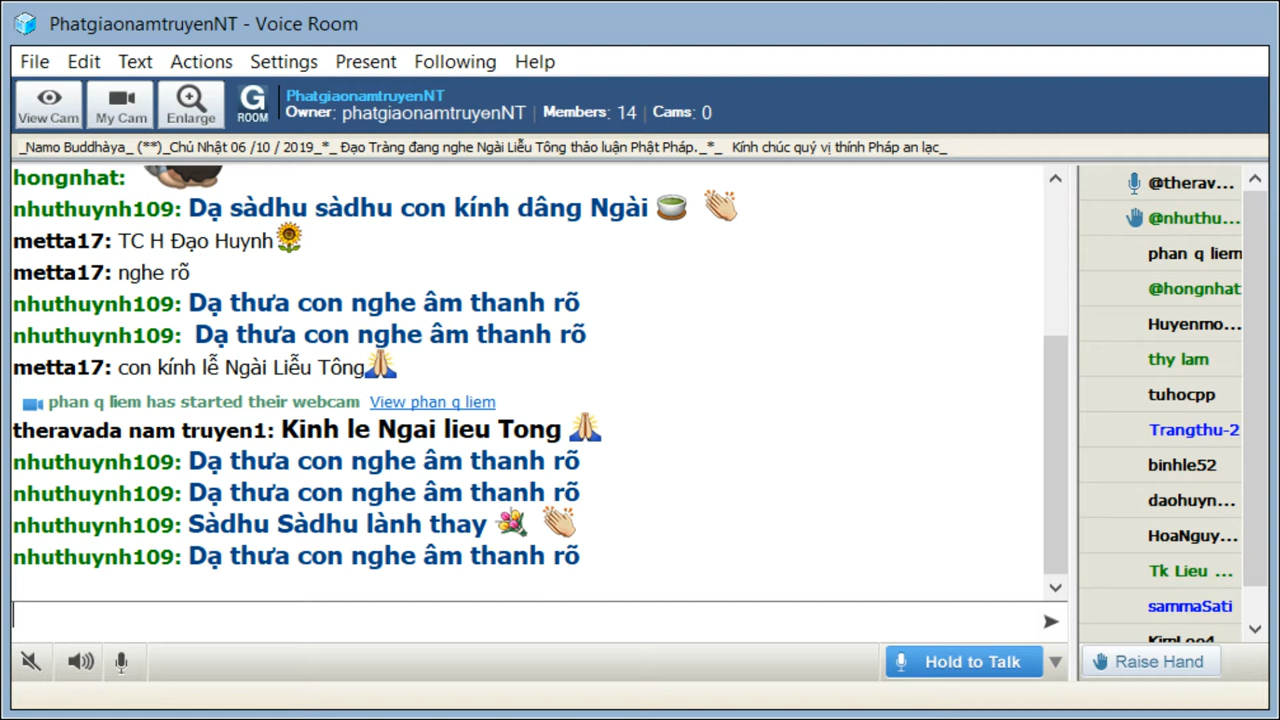 PhatgiaonamtruyenNT - Voice Room
File Edit Text Actions Settings Present Following Help
View Cam My Cam Enlarge G ROOM
PhatgiaonamtruyenNT
Owner: phatgiaonamtruyenNT | Members: 14 | Cams: 0
_Namo Buddhàya_ (**)_Chủ Nhật 06 /10 / 2019_*_ Đạo Tràng đang nghe Ngài Liễu Tông thảo luận Phật Pháp._*_ Kính chúc quý vị thính Pháp an lạc_
hongnhat:
nhuthuynh109: Dạ sàdhu sàdhu con kính dâng Ngài
metta17: TC H Đạo Huynh
metta17: nghe rõ
nhuthuynh109: Dạ thưa con nghe âm thanh rõ
nhuthuynh109: Dạ thưa con nghe âm thanh rõ
metta17: con kính lễ Ngài Liễu Tông
phan q liem has started their webcam View phan q liem
theravada nam truyen1: Kinh le Ngai lieu Tong
nhuthuynh109: Dạ thưa con nghe âm thanh rõ
nhuthuynh109: Dạ thưa con nghe âm thanh rõ
nhuthuynh109: Sàdhu Sàdhu lành thay
nhuthuynh109: Dạ thưa con nghe âm thanh rõ
@therav...
@nhuthu...
phan q liem
@hongnhat
Huyenmo...
thy lam
tuhocpp
Trangthu-2
binhle52
daohuyn...
HoaNguy...
Tk Lieu ...
sammaSati
Hold to Talk
Raise Hand